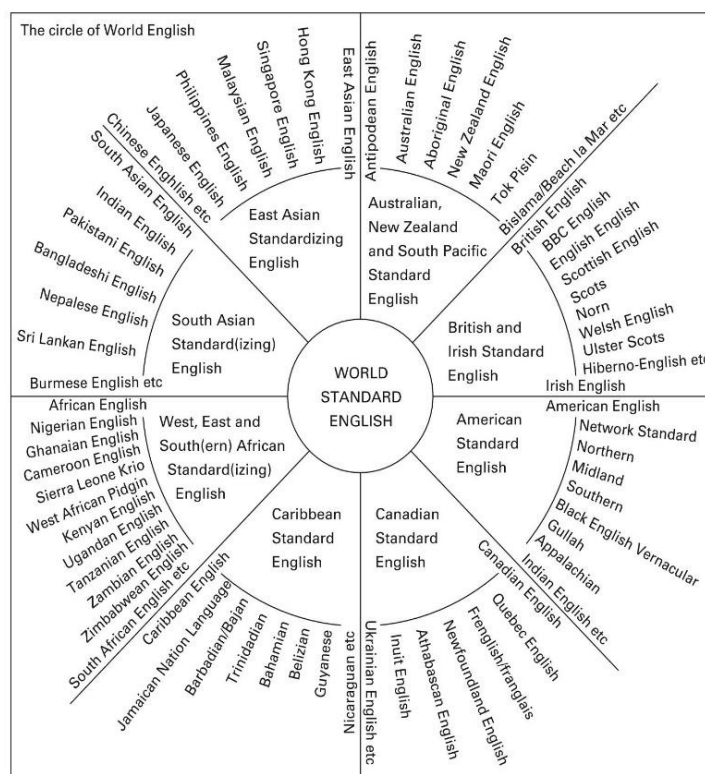 The circle of World English
WORLD
STANDARD
ENGLISH
East Asian
Standardizing
English
East Asian English
Hong Kong English
Singapore English
Malaysian English
Philippines English
Japanese English
Chinese Enghlish etc
Australian,
New Zealand
and South Pacific
Standard
English
Antipodean English
Australian English
Aboriginal English
New Zealand English
Maori English
Tok Pisin
Bislama/Beach la Mar etc
British and
Irish Standard
English
British English
BBC English
English English
Scottish English
Scots
Norn
Welsh English
Ulster Scots
Hiberno-English etc
Irish English
American
Standard
English
American English
Network Standard
Northern
Midland
Southern
Black English Vernacular
Gullah
Appalachian
Indian English etc
Canadian
Standard
English
Canadian English
Quebec English
Frenglish/franglais
Newfoundland English
Athabascan English
Inuit English
Ukrainian English etc
Caribbean
Standard
English
Caribbean English
Jamaican Nation Language
Barbadian/Bajan
Trinidadian
Bahamian
Belizian
Guyanese
Nicaraguan etc
West, East and
South(ern) African
Standard(izing)
English
African English
Nigerian English
Ghanaian English
Cameroon English
Sierra Leone Krio
West African Pidgin
Kenyan English
Ugandan English
Tanzanian English
Zambian English
Zimbabwean English
South African English etc
South Asian
Standard(izing)
English
South Asian English
Indian English
Pakistani English
Bangladeshi English
Nepalese English
Sri Lankan English
Burmese English etc